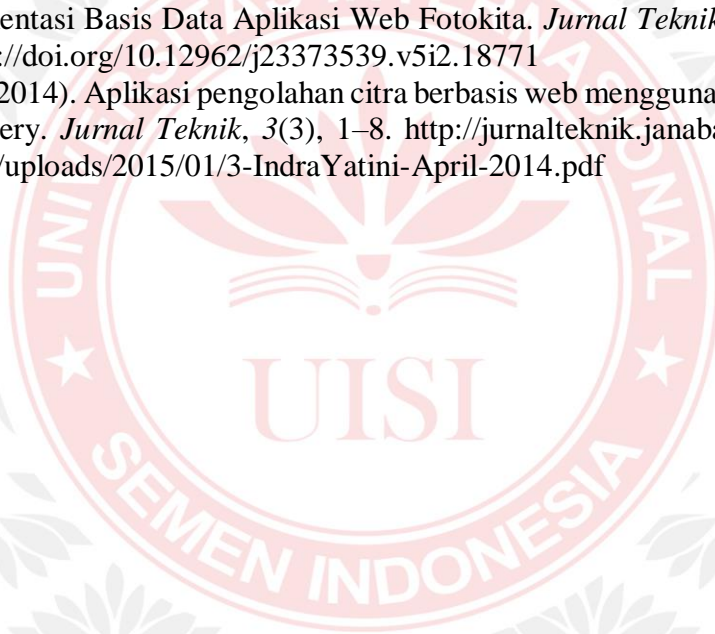 entasi Basis Data Aplikasi Web Fotokita. Jurnal Teknik
://doi.org/10.12962/j23373539.v5i2.18771
2014). Aplikasi pengolahan citra berbasis web mengguna
ery. Jurnal Teknik, 3(3), 1–8. http://jurnalteknik.janaba
/uploads/2015/01/3-IndraYatini-April-2014.pdf
UNIVERSITAS INTERNASIONAL
UISI
SEMEN INDONESIA